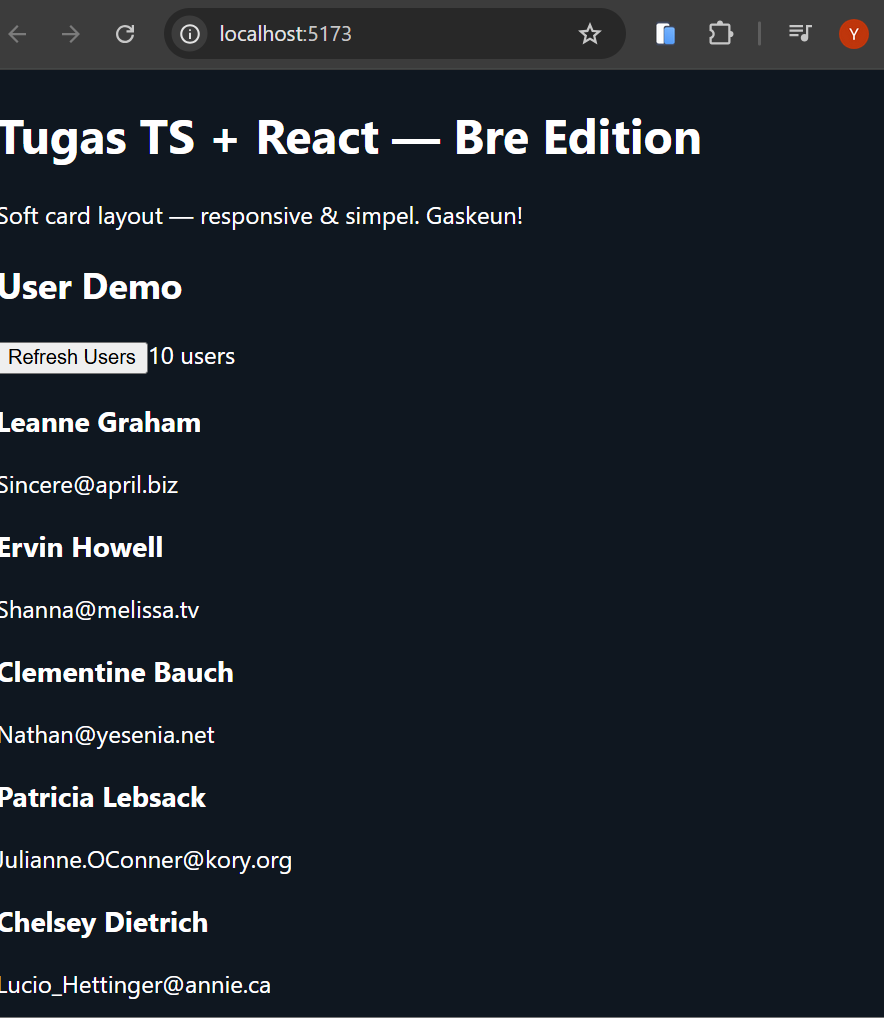 localhost:5173
Y
Tugas TS + React — Bre Edition
Soft card layout — responsive & simpel. Gaskeun!
User Demo
Refresh Users 10 users
Leanne Graham
Sincere@april.biz
Ervin Howell
Shanna@melissa.tv
Clementine Bauch
Nathan@yesenia.net
Patricia Lebsack
Julianne.OConner@kory.org
Chelsey Dietrich
Lucio_Hettinger@annie.ca